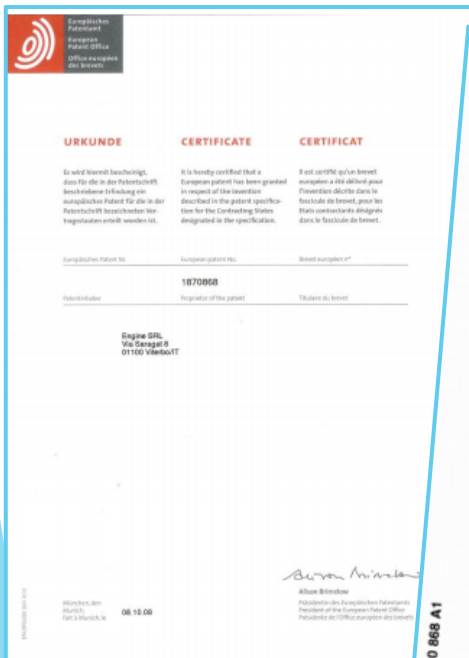 Europäisches
Patentamt
European
Patent Office
Office européen
des brevets
URKUNDE
Es wird hiermit bescheinigt,
dass für die in der Patentschrift
beschriebene Erfindung ein
europäisches Patent für die in der
Patentschrift bezeichneten Ver-
tragsstaaten erteilt worden ist.
CERTIFICATE
It is hereby certified that a
European patent has been granted
in respect of the invention
described in the patent specifica-
tion for the Contracting States
designated in the specification.
CERTIFICAT
Il est certifié qu'un brevet
européen a été délivré pour
l'invention décrite dans le
fascicule de brevet, pour les
Etats contractants désignés
dans le fascicule de brevet.
Europäisches Patent Nr.
European patent No.
Brevet européen n°
1870868
Patentinhaber
Proprietor of the patent
Titulaire du brevet
Engine SRL
Via Saragat 8
01100 Viterbo/IT
Alison Brimelow
Alison Brimelow
Präsidentin des Europäischen Patentamts
President of the European Patent Office
Présidente de l'Office européen des brevets
München, den
Munich,
Fait à Munich, le
08.10.08
0 868 A1